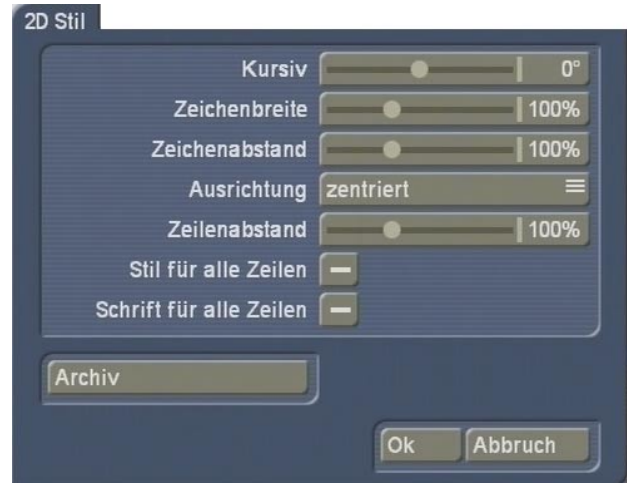 2D Stil
Kursiv 0°
Zeichenbreite 100%
Zeichenabstand 100%
Ausrichtung zentriert
Zeilenabstand 100%
Stil für alle Zeilen
Schrift für alle Zeilen
Archiv
Ok Abbruch